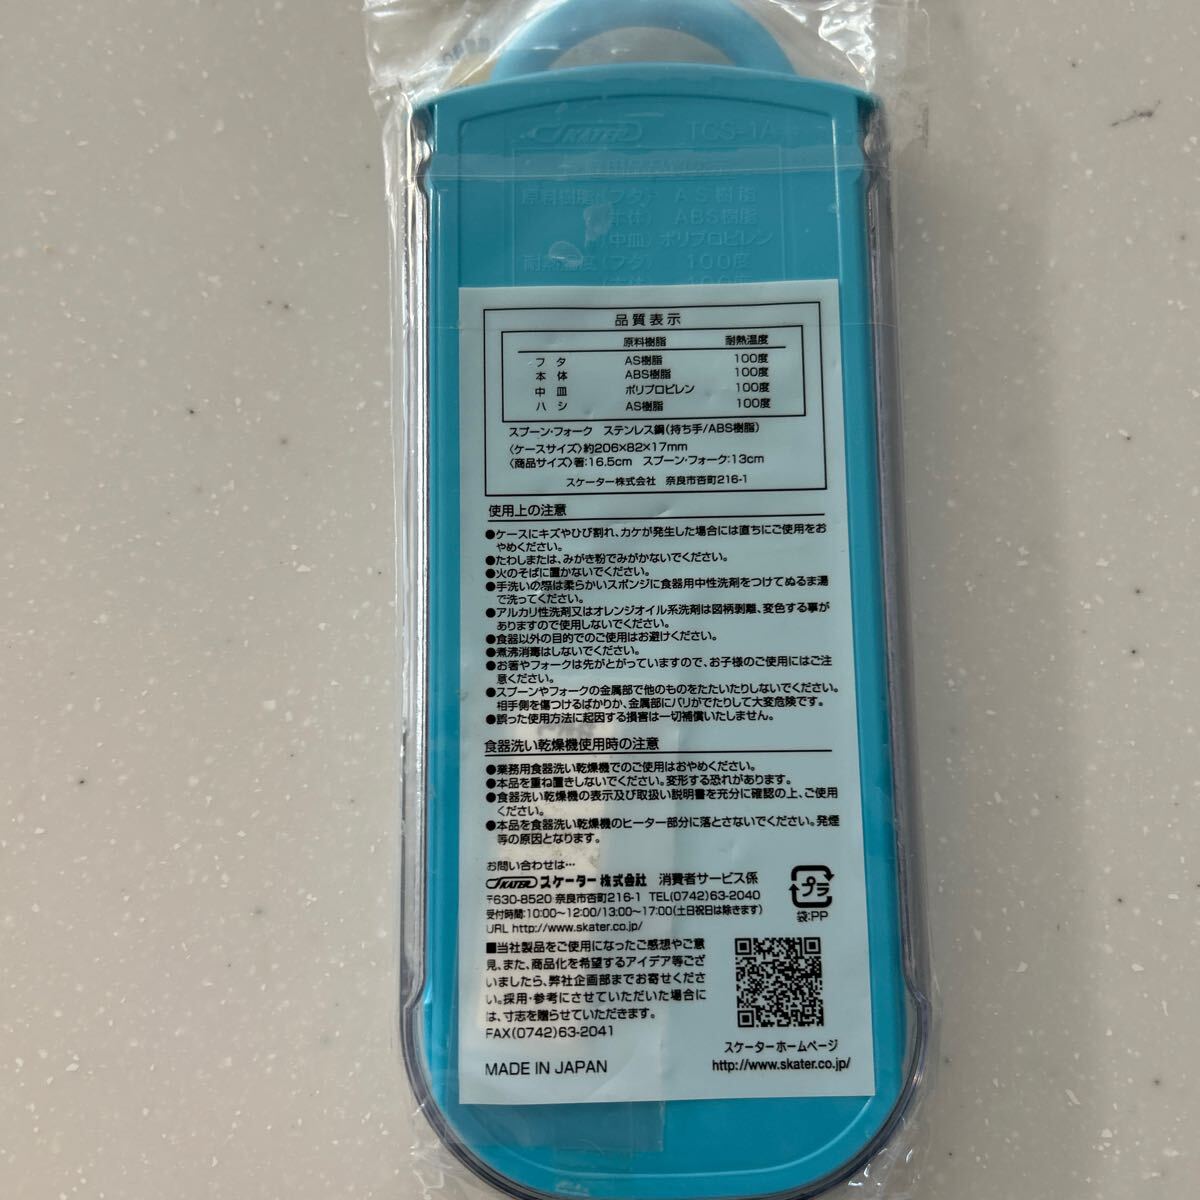 SKATER TCS-1A
原料樹脂(フタ) AS樹脂
(本体) ABS樹脂
(中皿) ポリプロピレン
耐熱温度(フタ) 100度
品質表示
原料樹脂 耐熱温度
フタ AS樹脂 100度
本体 ABS樹脂 100度
中皿 ポリプロピレン 100度
ハシ AS樹脂 100度
スプーン・フォーク ステンレス鋼(持ち手/ABS樹脂)
〈ケースサイズ〉約206×82×17mm
〈商品サイズ〉箸:16.5cm スプーン・フォーク:13cm
スケーター株式会社 奈良市杏町216-1
使用上の注意
●ケースにキズやひび割れ、カケが発生した場合には直ちにご使用をお
やめください。
●たわしまたは、みがき粉でみがかないでください。
●火のそばに置かないでください。
●手洗いの際は柔らかいスポンジに食器用中性洗剤をつけてぬるま湯
で洗ってください。
●アルカリ性洗剤又はオレンジオイル系洗剤は図柄剥離、変色する事が
ありますので使用しないでください。
●食器以外の目的でのご使用はお避けください。
●煮沸消毒はしないでください。
●お箸やフォークは先がとがっていますので、お子様のご使用にはご注
意ください。
●スプーンやフォークの金属部で他のものをたたいたりしないでください。
相手側を傷つけるばかりか、金属部にバリがでたりして大変危険です。
●誤った使用方法に起因する損害は一切補償いたしません。
食器洗い乾燥機使用時の注意
●業務用食器洗い乾燥機でのご使用はおやめください。
●本品を重ね置きしないでください。変形する恐れがあります。
●食器洗い乾燥機の表示及び取扱い説明書を充分に確認の上、ご使用
ください。
●本品を食器洗い乾燥機のヒーター部分に落とさないでください。発煙
等の原因となります。
お問い合わせは…
SKATER スケーター株式会社 消費者サービス係
〒630-8520 奈良市杏町216-1 TEL(0742)63-2040
受付時間:10:00〜12:00/13:00〜17:00(土日祝日は除きます)
URL http://www.skater.co.jp/
プラ
袋:PP
■当社製品をご使用になったご感想やご意
見、また、商品化を希望するアイデア等ござ
いましたら、弊社企画部までお寄せくださ
い。採用・参考にさせていただいた場合に
は、寸志を贈らせていただきます。
FAX(0742)63-2041
スケーターホームページ
MADE IN JAPAN http://www.skater.co.jp/